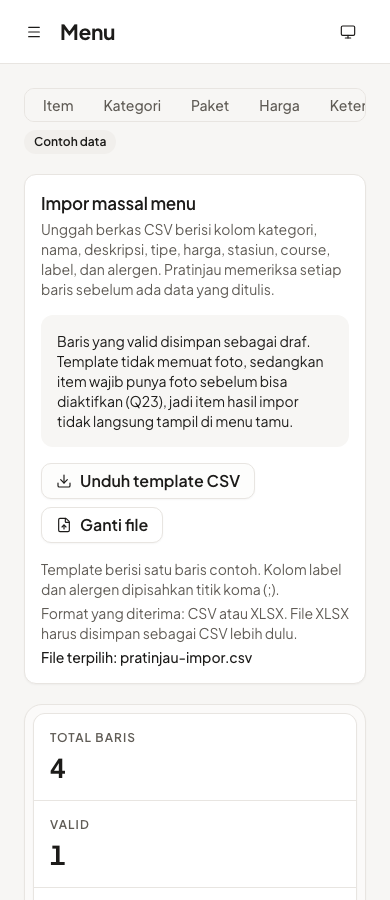 Menu
Item Kategori Paket Harga Keter
Contoh data
Impor massal menu
Unggah berkas CSV berisi kolom kategori,
nama, deskripsi, tipe, harga, stasiun, course,
label, dan alergen. Pratinjau memeriksa setiap
baris sebelum ada data yang ditulis.
Baris yang valid disimpan sebagai draf.
Template tidak memuat foto, sedangkan
item wajib punya foto sebelum bisa
diaktifkan (Q23), jadi item hasil impor
tidak langsung tampil di menu tamu.
Unduh template CSV
Ganti file
Template berisi satu baris contoh. Kolom label
dan alergen dipisahkan titik koma (;).
Format yang diterima: CSV atau XLSX. File XLSX
harus disimpan sebagai CSV lebih dulu.
File terpilih: pratinjau-impor.csv
TOTAL BARIS
4
VALID
1